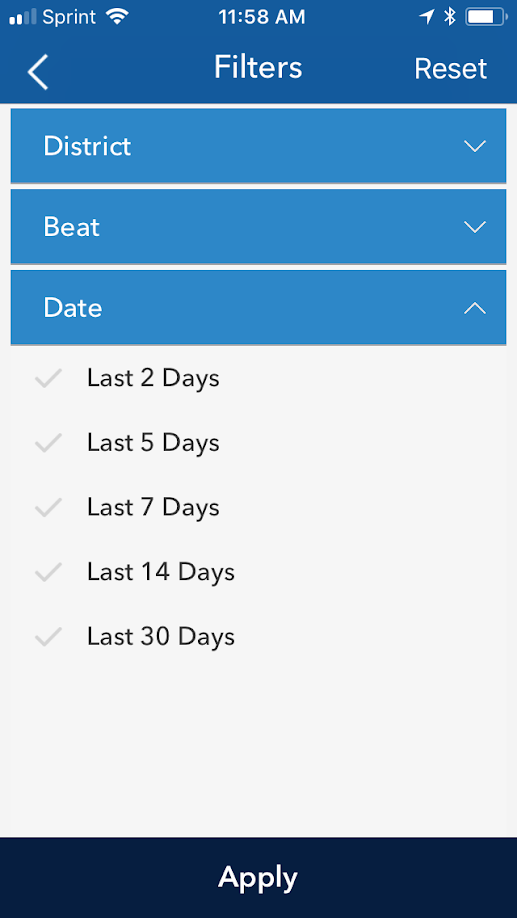 Sprint 11:58 AM
Filters Reset
District
Beat
Date
Last 2 Days
Last 5 Days
Last 7 Days
Last 14 Days
Last 30 Days
Apply